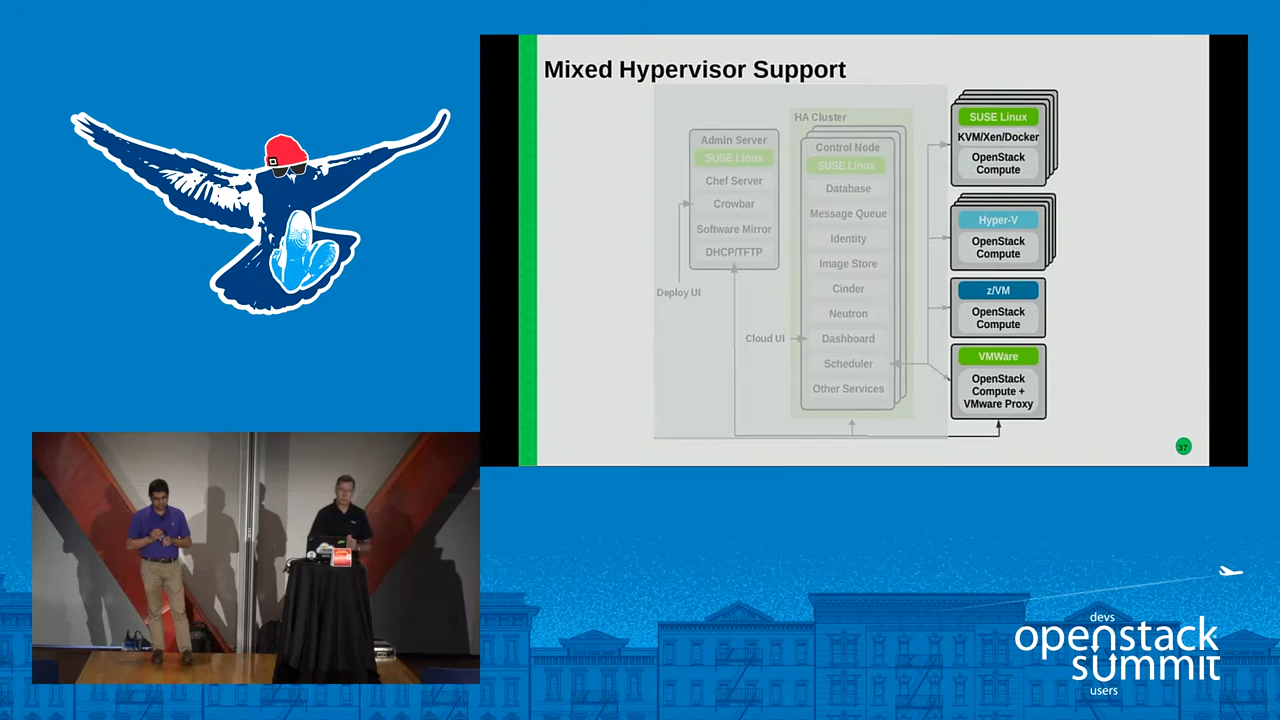 Mixed Hypervisor Support
Admin Server
SUSE Linux
Chef Server
Crowbar
Software Mirror
DHCP/TFTP
Deploy UI
Cloud UI
HA Cluster
Control Node
SUSE Linux
Database
Message Queue
Identity
Image Store
Cinder
Neutron
Dashboard
Scheduler
Other Services
SUSE Linux
KVM/Xen/Docker
OpenStack
Compute
Hyper-V
OpenStack
Compute
z/VM
OpenStack
Compute
VMWare
OpenStack
Compute +
VMware Proxy
37
devs
openstack
summit
users